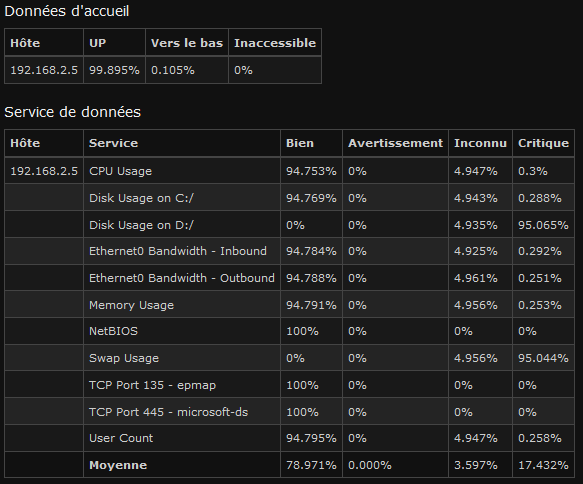 Données d'accueil
Hôte UP Vers le bas Inaccessible
192.168.2.5 99.895% 0.105% 0%
Service de données
Hôte Service Bien Avertissement Inconnu Critique
192.168.2.5 CPU Usage 94.753% 0% 4.947% 0.3%
Disk Usage on C:/ 94.769% 0% 4.943% 0.288%
Disk Usage on D:/ 0% 0% 4.935% 95.065%
Ethernet0 Bandwidth - Inbound 94.784% 0% 4.925% 0.292%
Ethernet0 Bandwidth - Outbound 94.788% 0% 4.961% 0.251%
Memory Usage 94.791% 0% 4.956% 0.253%
NetBIOS 100% 0% 0% 0%
Swap Usage 0% 0% 4.956% 95.044%
TCP Port 135 - epmap 100% 0% 0% 0%
TCP Port 445 - microsoft-ds 100% 0% 0% 0%
User Count 94.795% 0% 4.947% 0.258%
Moyenne 78.971% 0.000% 3.597% 17.432%